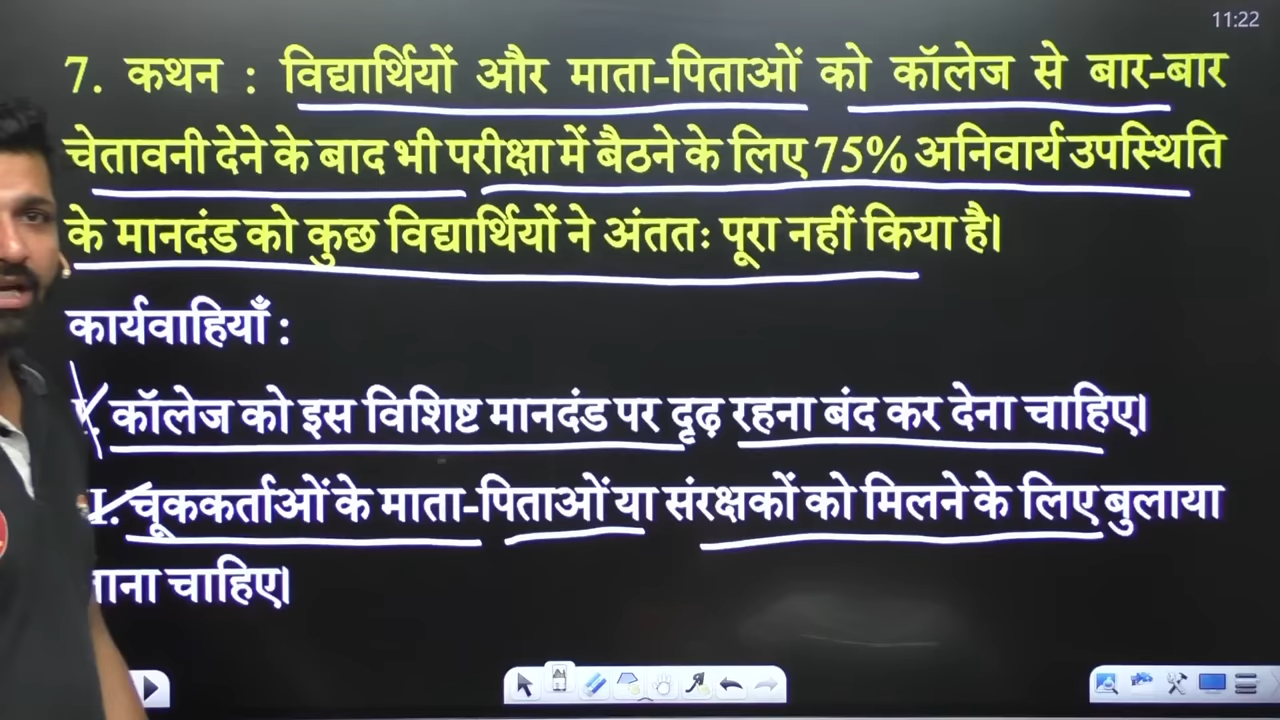 11:22
7. कथन : विद्यार्थियों और माता-पिताओं को कॉलेज से बार-बार
चेतावनी देने के बाद भी परीक्षा में बैठने के लिए 75% अनिवार्य उपस्थिति
के मानदंड को कुछ विद्यार्थियों ने अंततः पूरा नहीं किया है।
कार्यवाहियाँ :
कॉलेज को इस विशिष्ट मानदंड पर दृढ़ रहना बंद कर देना चाहिए।
चूककर्ताओं के माता-पिताओं या संरक्षकों को मिलने के लिए बुलाया
चाहिए।